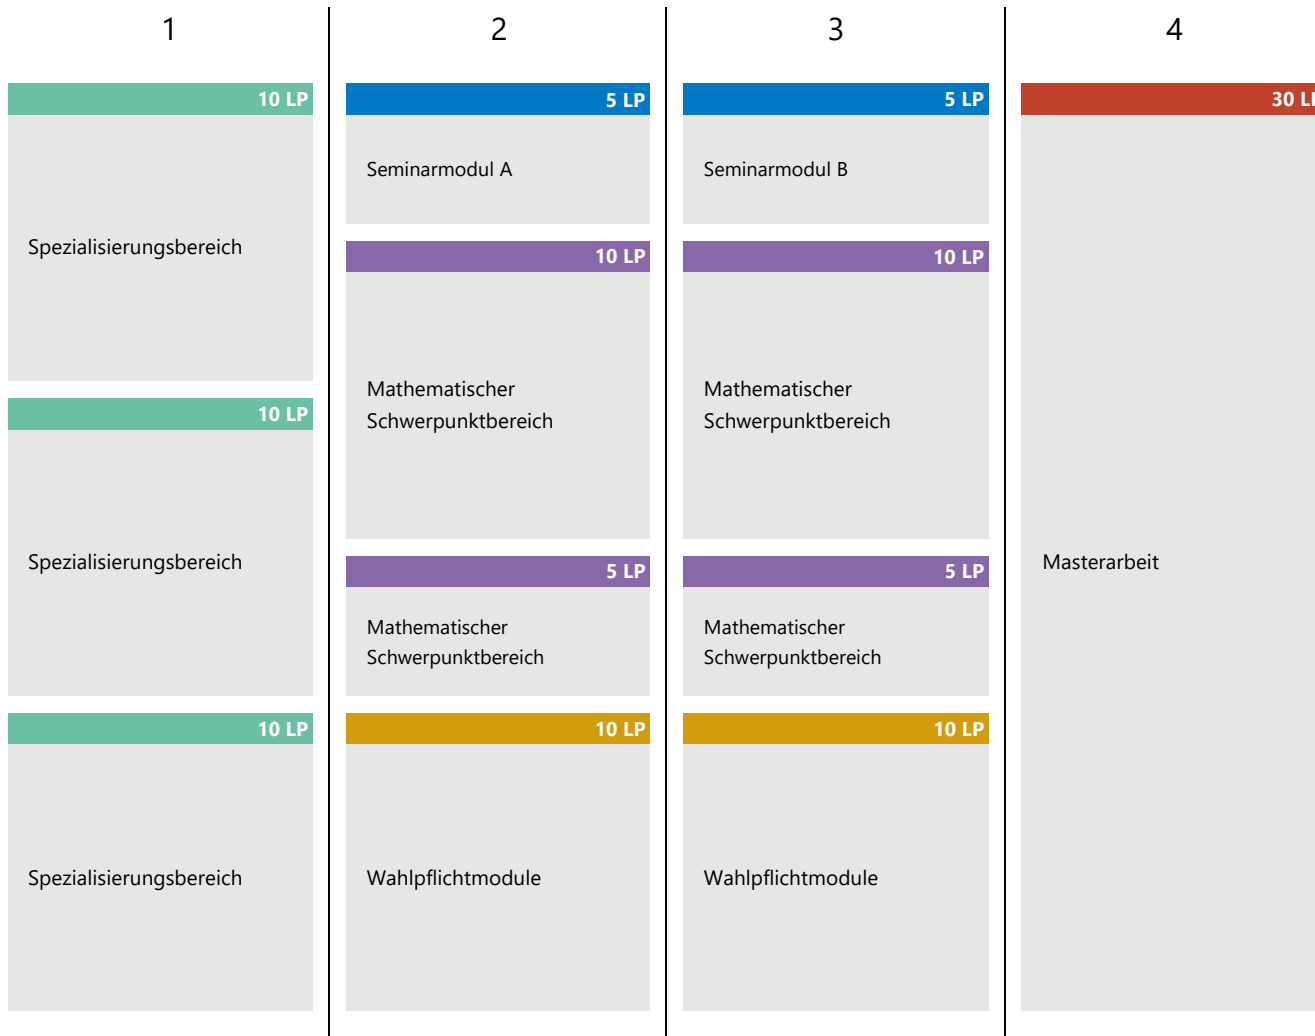 1
10 LP
Spezialisierungsbereich
10 LP
Spezialisierungsbereich
10 LP
Spezialisierungsbereich
2
5 LP
Seminarmodul A
10 LP
Mathematischer
Schwerpunktbereich
5 LP
Mathematischer
Schwerpunktbereich
10 LP
Wahlpflichtmodule
3
5 LP
Seminarmodul B
10 LP
Mathematischer
Schwerpunktbereich
5 LP
Mathematischer
Schwerpunktbereich
10 LP
Wahlpflichtmodule
4
30 LP
Masterarbeit